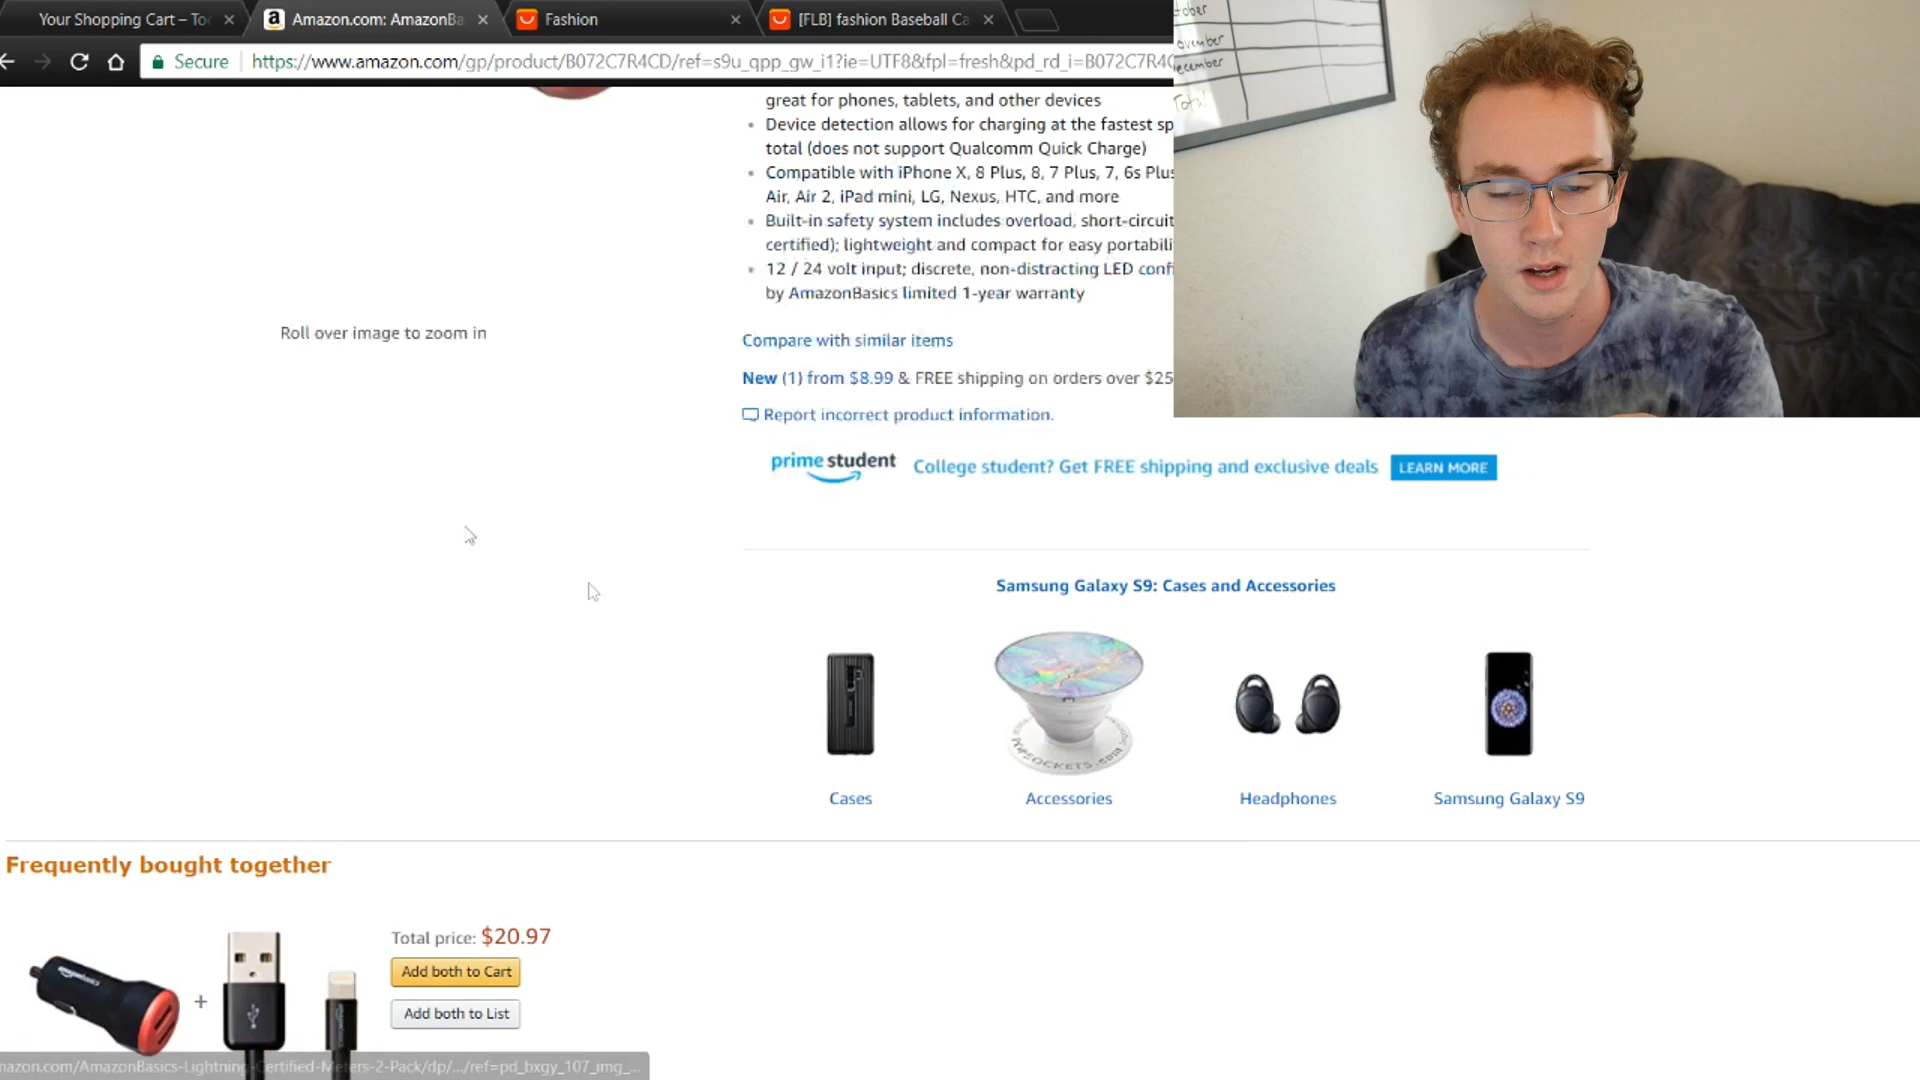 Your Shopping Cart – To
Amazon.com: AmazonBa
Fashion
[FLB] fashion Baseball Ca
Secure
https://www.amazon.com/gp/product/B072C7R4CD/ref=s9u_qpp_gw_i1?ie=UTF8&fpl=fresh&pd_rd_i=B072C7R4C
tober
ovember
ecember
Total
great for phones, tablets, and other devices
Device detection allows for charging at the fastest sp
total (does not support Qualcomm Quick Charge)
Compatible with iPhone X, 8 Plus, 8, 7 Plus, 7, 6s Plus
Air, Air 2, iPad mini, LG, Nexus, HTC, and more
Built-in safety system includes overload, short-circuit
certified); lightweight and compact for easy portabili
12 / 24 volt input; discrete, non-distracting LED conf
by AmazonBasics limited 1-year warranty
Roll over image to zoom in
Compare with similar items
New (1) from $8.99 & FREE shipping on orders over $25
Report incorrect product information.
prime student
College student? Get FREE shipping and exclusive deals
LEARN MORE
Samsung Galaxy S9: Cases and Accessories
POPSOCKETS.com
Cases
Accessories
Headphones
Samsung Galaxy S9
Frequently bought together
Total price: $20.97
Add both to Cart
+
Add both to List
mazon.com/AmazonBasics-Lightning-Certified-Meters-2-Pack/dp/.../ref=pd_bxgy_107_img_...